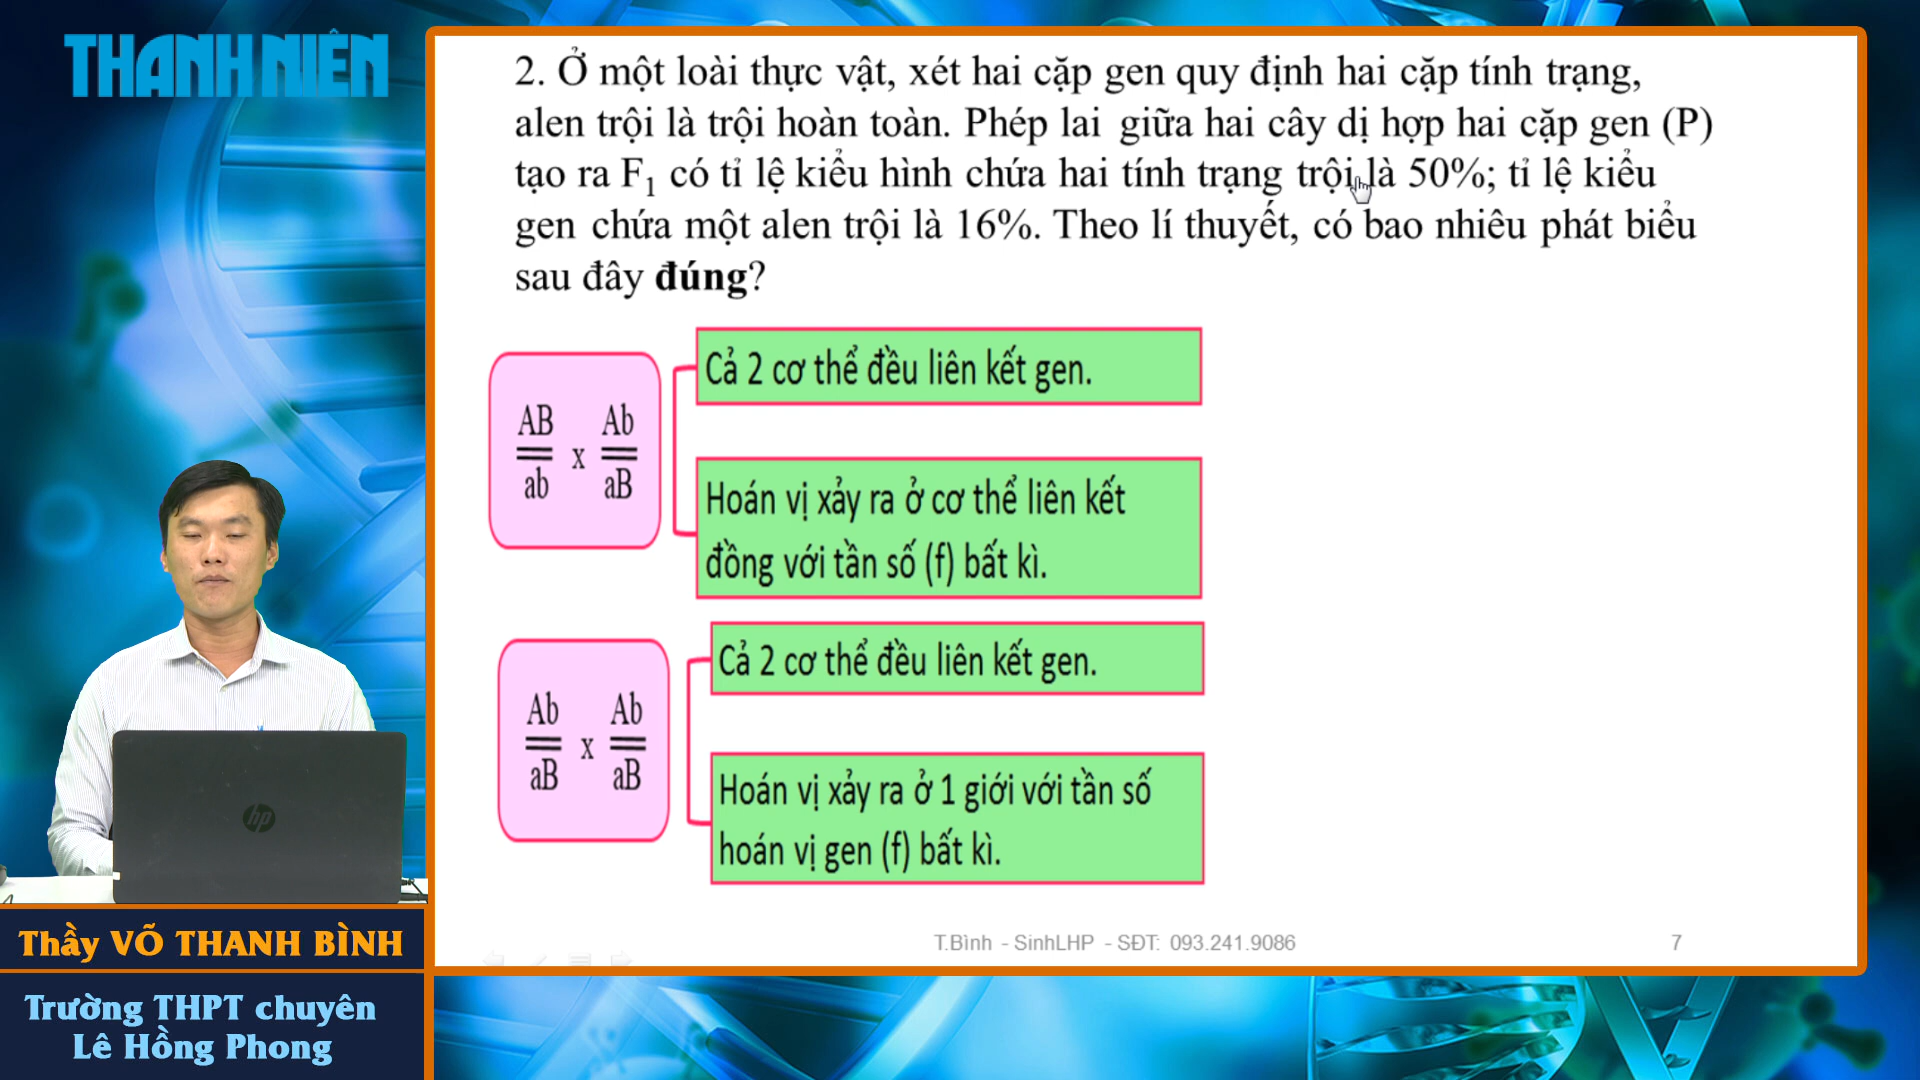 THANH NIÊN
2. Ở một loài thực vật, xét hai cặp gen quy định hai cặp tính trạng,
alen trội là trội hoàn toàn. Phép lai giữa hai cây dị hợp hai cặp gen (P)
tạo ra F1 có tỉ lệ kiểu hình chứa hai tính trạng trội là 50%; tỉ lệ kiểu
gen chứa một alen trội là 16%. Theo lí thuyết, có bao nhiêu phát biểu
sau đây đúng?
AB/ab x Ab/aB
Cả 2 cơ thể đều liên kết gen.
Hoán vị xảy ra ở cơ thể liên kết
đồng với tần số (f) bất kì.
Ab/aB x Ab/aB
Cả 2 cơ thể đều liên kết gen.
Hoán vị xảy ra ở 1 giới với tần số
hoán vị gen (f) bất kì.
T.Bình - SinhLHP - SĐT: 093.241.9086
7
hp
Thầy VÕ THANH BÌNH
Trường THPT chuyên
Lê Hồng Phong